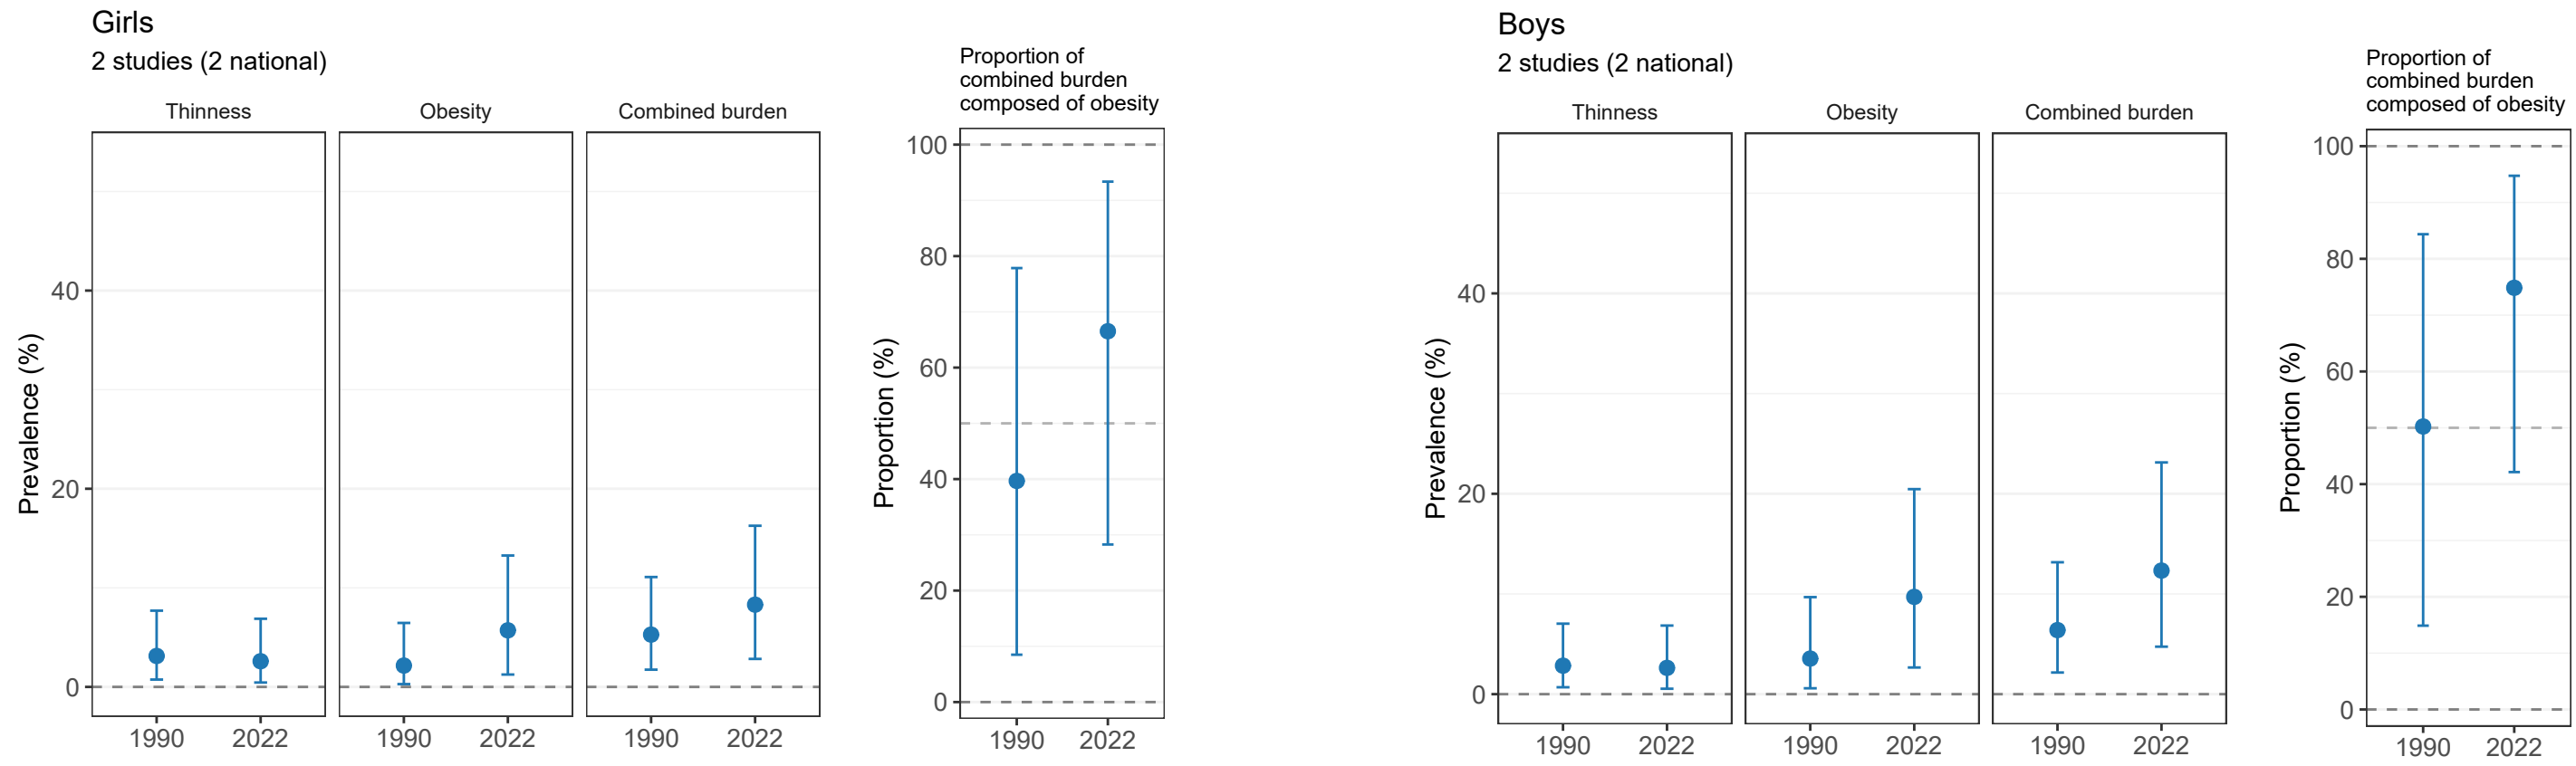 Girls
2 studies (2 national)
Thinness
Obesity
Combined burden
Prevalence (%)
40
20
0
1990 2022
1990 2022
1990 2022
Proportion of
combined burden
composed of obesity
Proportion (%)
100
80
60
40
20
0
1990 2022
Boys
2 studies (2 national)
Thinness
Obesity
Combined burden
Prevalence (%)
40
20
0
1990 2022
1990 2022
1990 2022
Proportion of
combined burden
composed of obesity
Proportion (%)
100
80
60
40
20
0
1990 2022